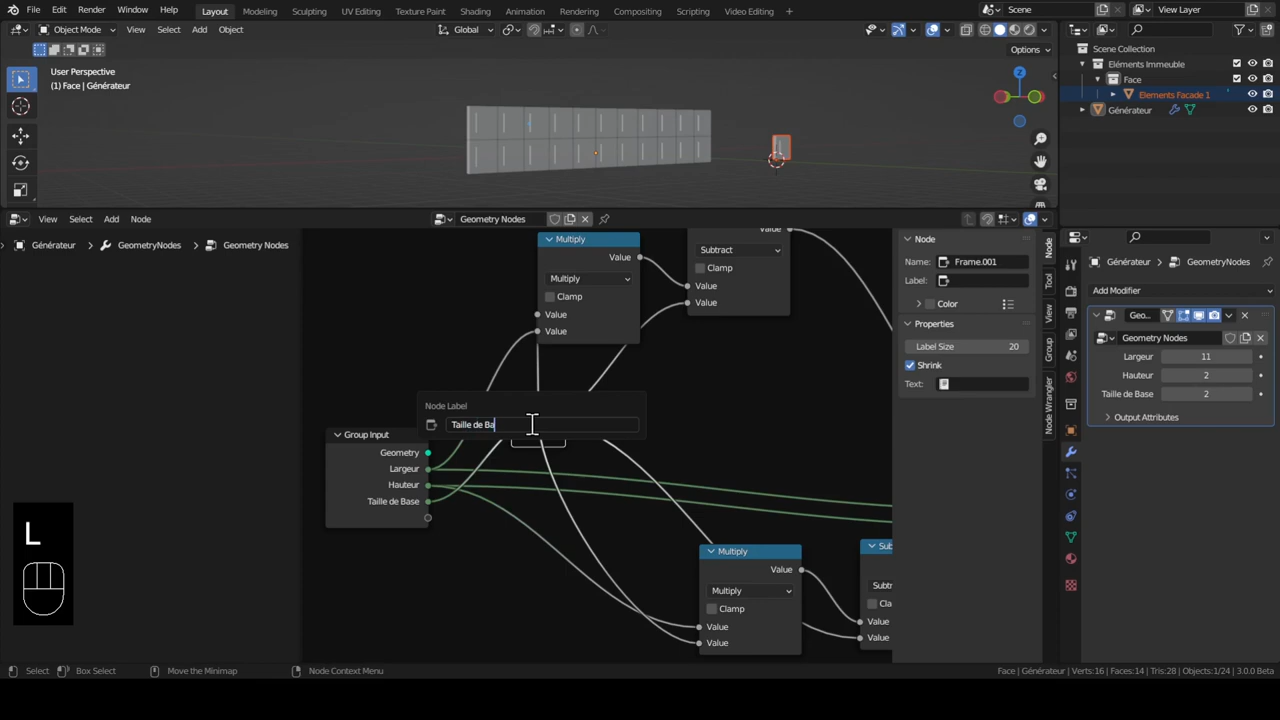 File Edit Render Window Help Layout Modeling Sculpting UV Editing Texture Paint Shading Animation Rendering Compositing Scripting Video Editing Scene View Layer
Object Mode View Select Add Object Global
Options
User Perspective
(1) Face | Générateur
Z
Scene Collection
Eléments Immeuble
Face
Elements Facade 1
Générateur
View Select Add Node Geometry Nodes
Générateur GeometryNodes Geometry Nodes
Multiply
Value
Multiply
Clamp
Value
Value
Value
Subtract
Clamp
Value
Value
Node Label
Taille de Ba
Group Input
Geometry
Largeur
Hauteur
Taille de Base
Multiply
Value
Multiply
Clamp
Value
Value
Sub
Subtr
Cla
Value
Value
Node
Name: Frame.001
Label:
Color
Properties
Label Size 20
Shrink
Text:
Node
Tool
View
Group
Node Wrangler
Générateur GeometryNodes
Add Modifier
Geo...
Geometry Nodes
Largeur 11
Hauteur 2
Taille de Base 2
Output Attributes
L
Select Box Select Move the Minimap Node Context Menu Face | Générateur | Verts:16 | Faces:14 | Tris:28 | Objects:1/24 | 3.0.0 Beta